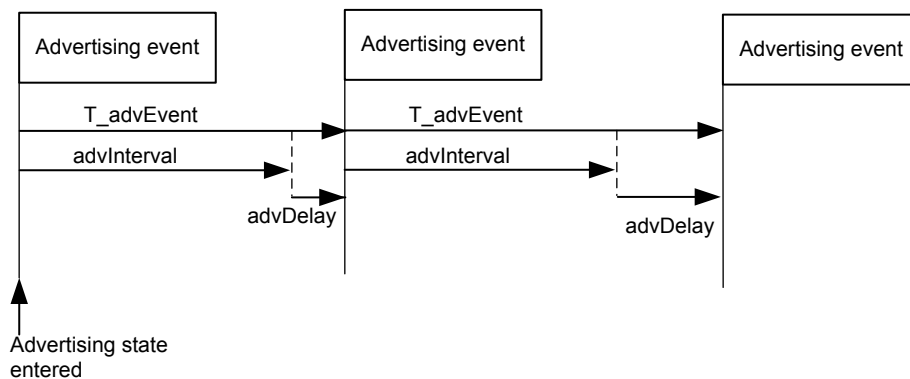 Advertising event
Advertising event
Advertising event
T_advEvent
T_advEvent
advInterval
advInterval
advDelay
advDelay
Advertising state
entered